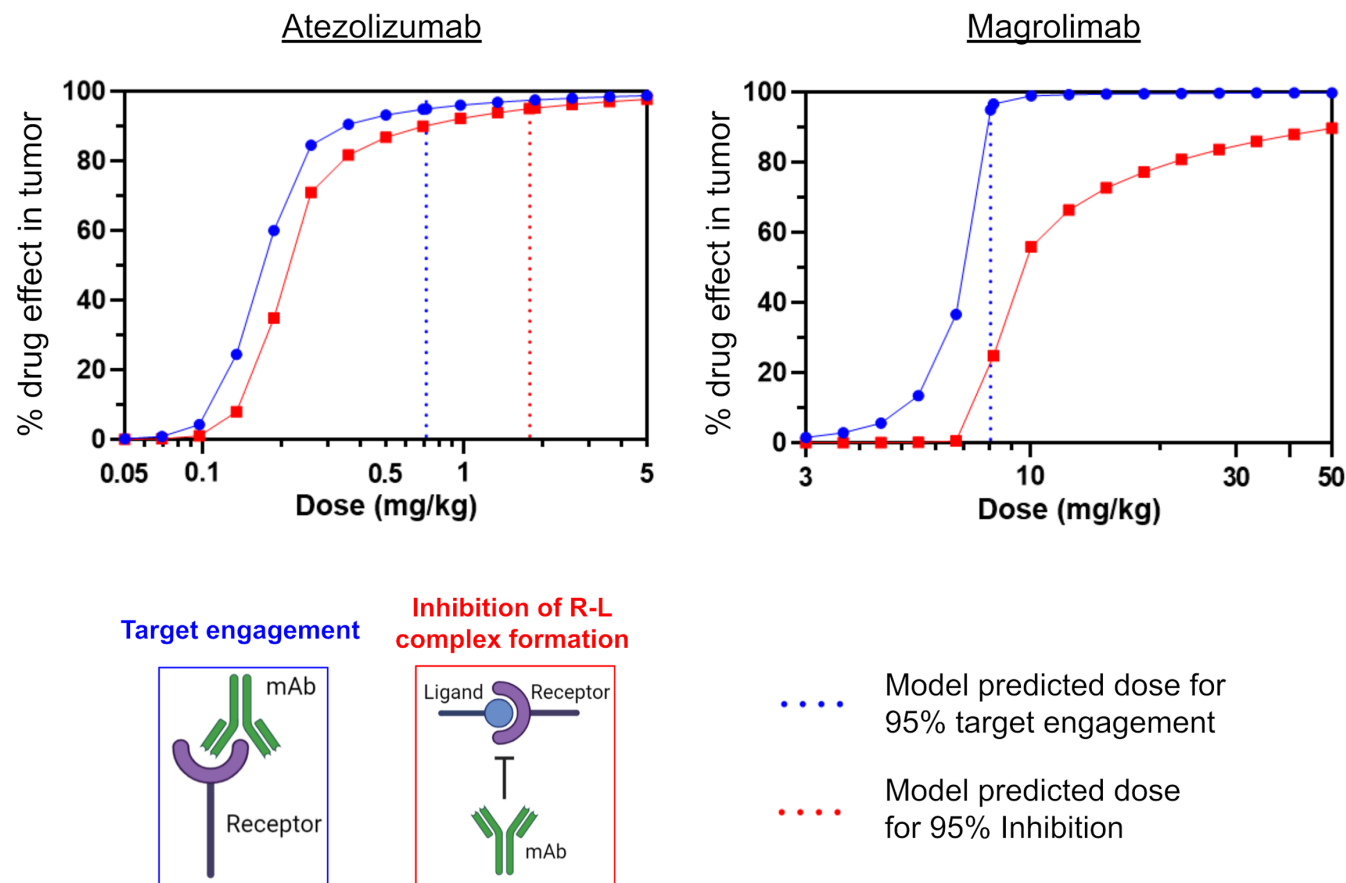 Atezolizumab
Magrolimab
% drug effect in tumor
100
80
60
40
20
0
0.05
0.1
0.5
1
5
Dose (mg/kg)
% drug effect in tumor
100
80
60
40
20
0
3
10
30
50
Dose (mg/kg)
Target engagement
mAb
Receptor
Inhibition of R-L
complex formation
Ligand
Receptor
mAb
Model predicted dose for
95% target engagement
Model predicted dose
for 95% Inhibition